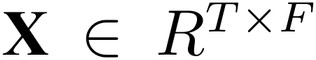 X ∈ R^{T×F}